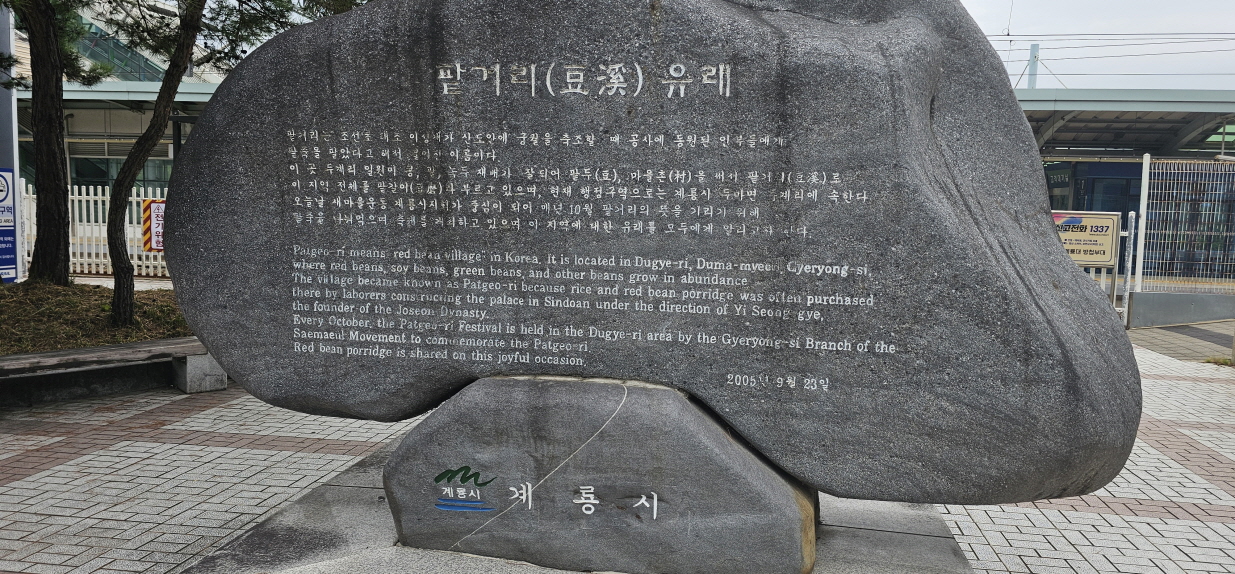 팥거리(豆溪) 유래
팥거리는 조선을 태조 이성계가 신도안에 궁궐을 축조할 때 공사에 동원된 인부들에게
팥죽을 팔았다고 해서 붙여진 이름이다.
이 곳 두계리 일원이 콩, 팥, 녹두 재배가 잘되어 팥두(豆), 마을촌(村)을 써서 팥거리(豆溪)로
이 지역 전체를 부르고 있으며, 현재 행정구역으로는 계룡시 두마면 두계리에 속한다
오늘날 새마을운동 계룡시지회가 중심이 되어 매년 10월 팥거리의 뜻을 기리기 위해
팥죽을 나눠먹으며 축제를 개최하고 있으며 이 지역에 대한 유래를 모두에게 알리고자 한다.
Patgeo-ri means "red bean village" in Korea. It is located in Dugye-ri, Duma-myeon, Gyeryong-si,
where red beans, soy beans, green beans, and other beans grow in abundance
The village became known as Patgeo-ri because rice and red bean porridge was often purchased
there by laborers constructing the palace in Sindoan under the direction of Yi Seong-gye,
the founder of the Joseon Dynasty.
Every October, the Patgeo-ri Festival is held in the Dugye-ri area by the Gyeryong-si Branch of the
Saemaeul Movement to commemorate the Patgeo-ri
Red bean porridge is shared on this joyful occasion.
2005년 9월 23일
계룡시
계룡시
신고전화 1337